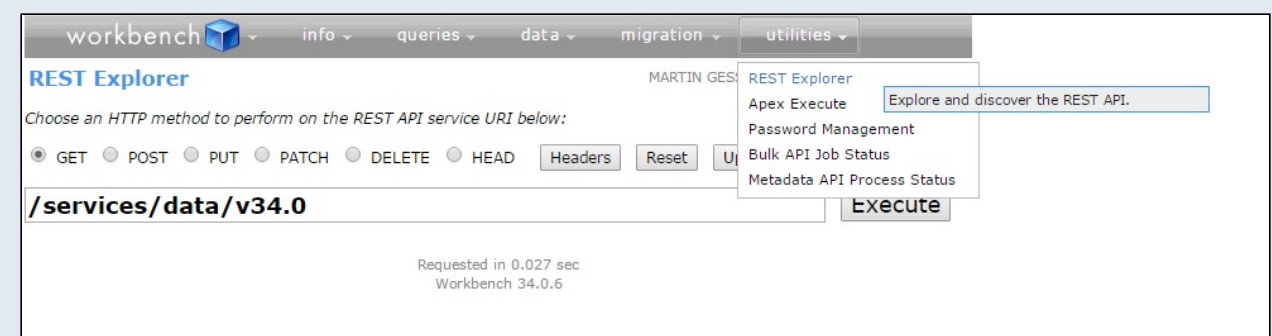 workbench info queries data migration utilities
REST Explorer
MARTIN
REST Explorer
Apex Execute
Explore and discover the REST API.
Password Management
Bulk API Job Status
Metadata API Process Status
Choose an HTTP method to perform on the REST API service URI below:
GET POST PUT PATCH DELETE HEAD Headers Reset
/services/data/v34.0 Execute
Requested in 0.027 sec
Workbench 34.0.6